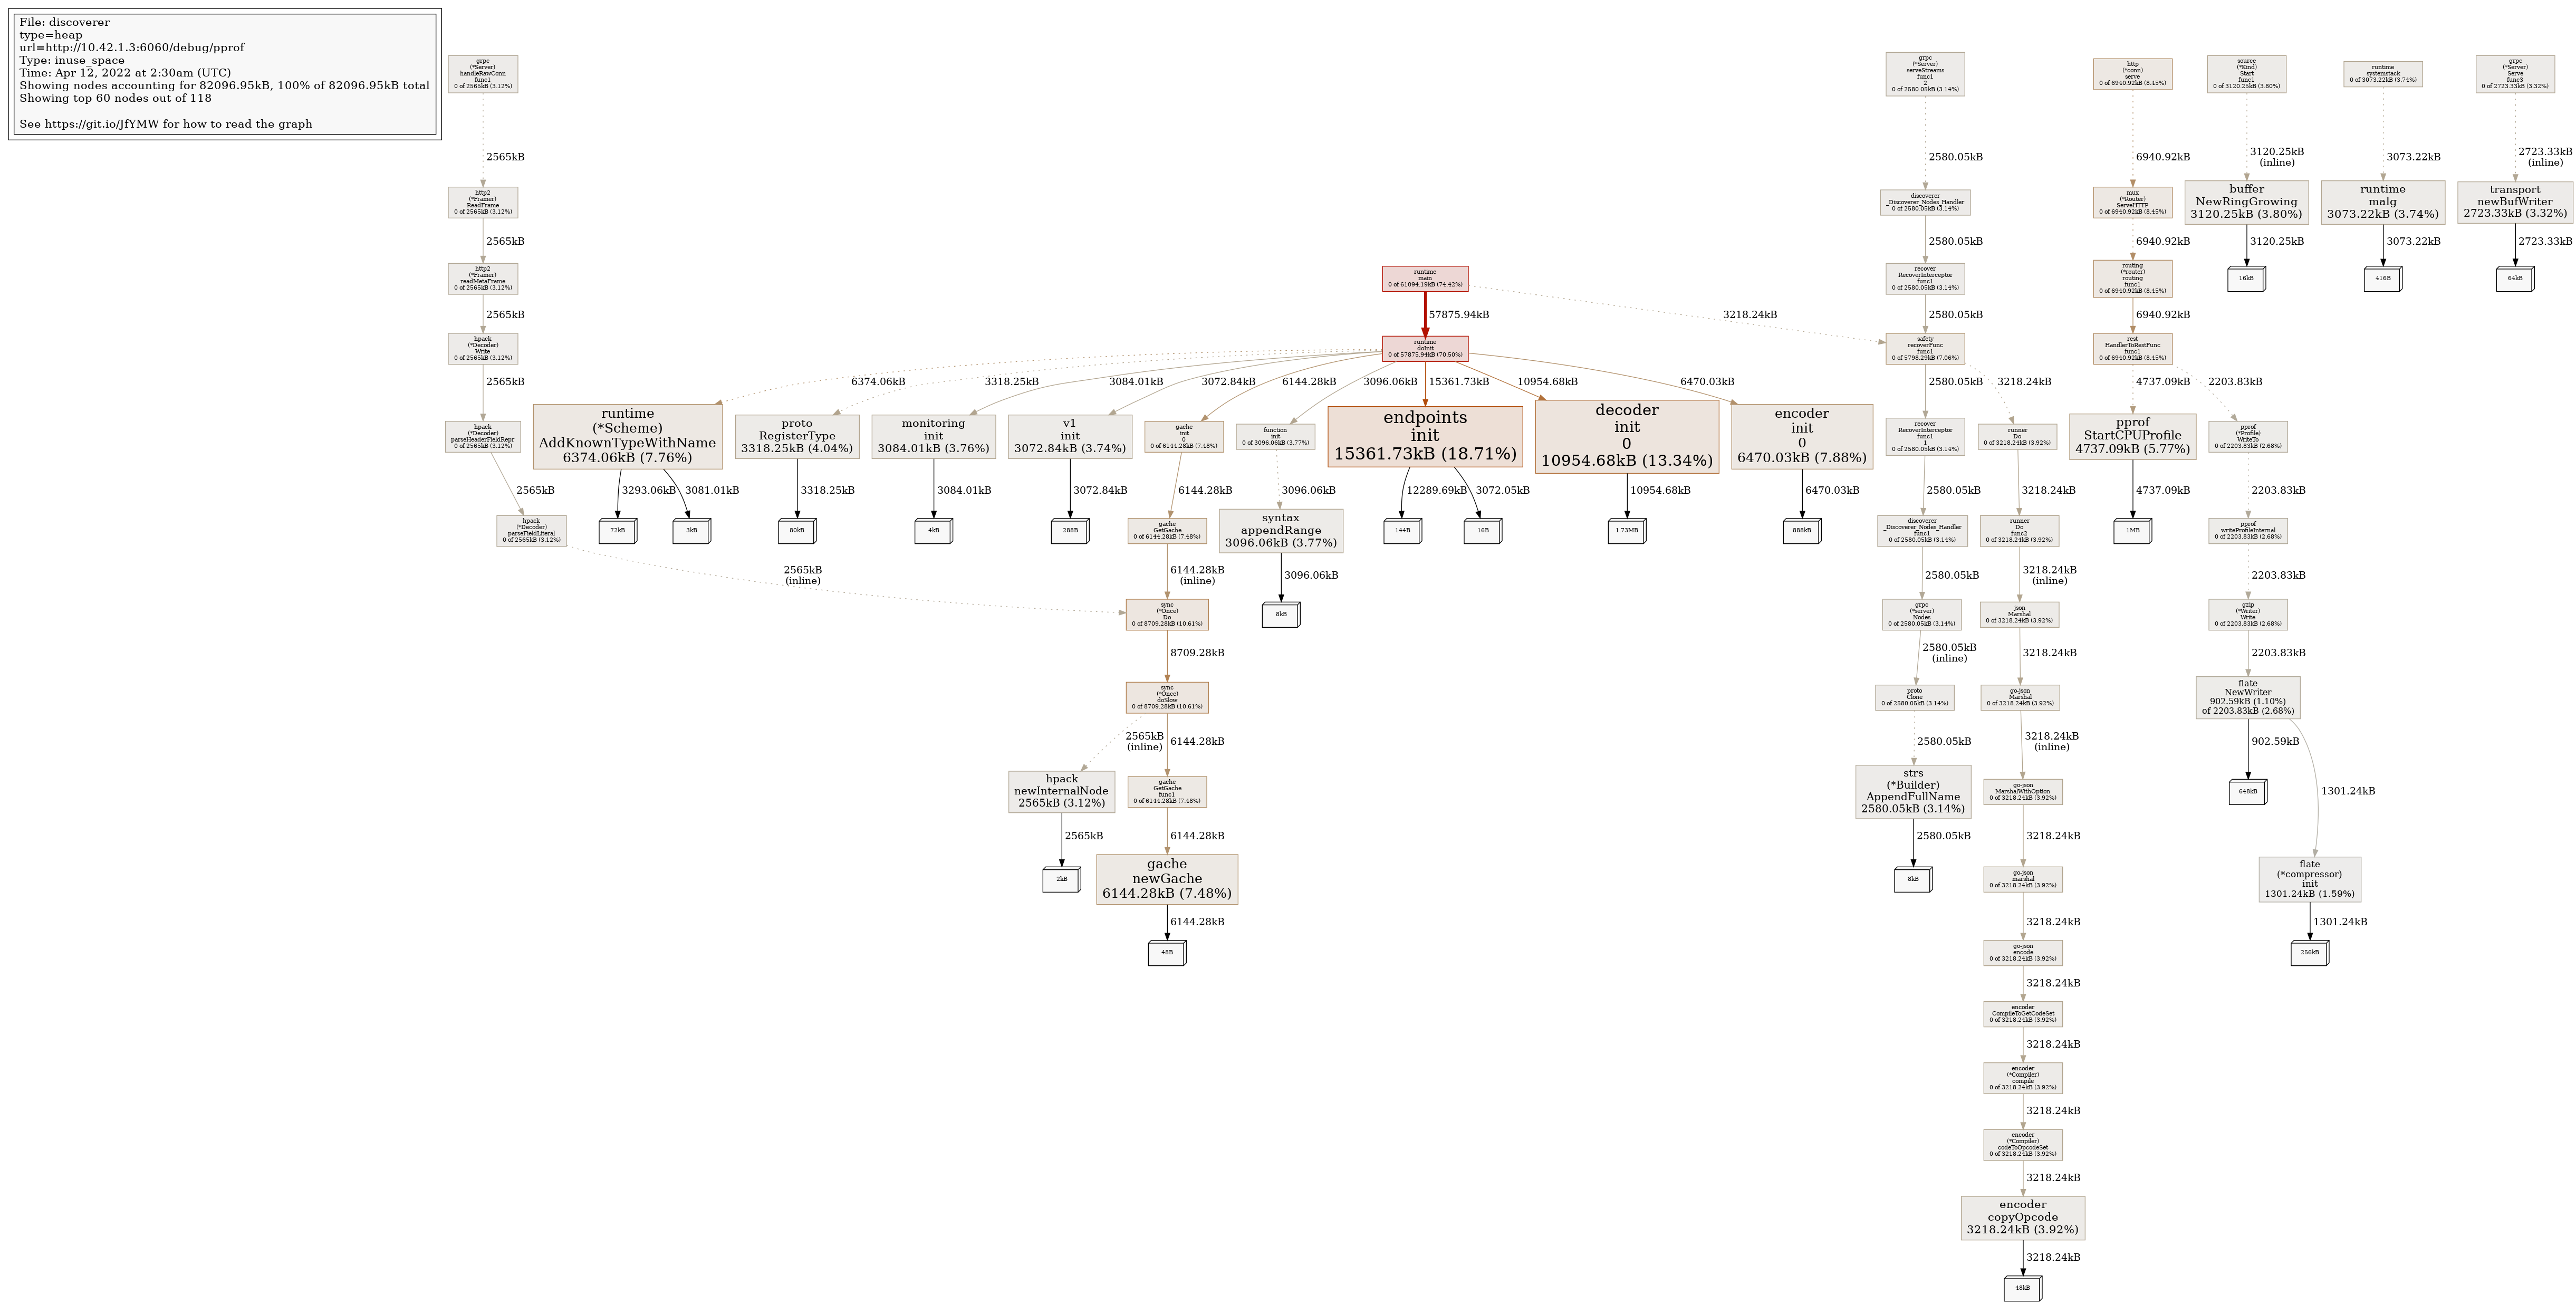 File: discoverer
type=heap
url=http://10.42.1.3:6060/debug/pprof
Type: inuse_space
Time: Apr 12, 2022 at 2:30am (UTC)
Showing nodes accounting for 82096.95kB, 100% of 82096.95kB total
Showing top 60 nodes out of 118
See https://git.io/JfYMW for how to read the graph
grpc
(*Server)
handleRawConn
func1
0 of 2565kB (3.12%)
grpc
(*Server)
serveStreams
func1
2
0 of 2580.05kB (3.14%)
http
(*conn)
serve
0 of 6940.92kB (8.45%)
source
(*Kind)
Start
func1
0 of 3120.25kB (3.80%)
runtime
systemstack
0 of 3073.22kB (3.74%)
grpc
(*Server)
Serve
func3
0 of 2723.33kB (3.32%)
2565kB
2580.05kB
6940.92kB
3120.25kB
(inline)
3073.22kB
2723.33kB
(inline)
http2
(*Framer)
ReadFrame
0 of 2565kB (3.12%)
discoverer
_Discoverer_Nodes_Handler
0 of 2580.05kB (3.14%)
mux
(*Router)
ServeHTTP
0 of 6940.92kB (8.45%)
buffer
NewRingGrowing
3120.25kB (3.80%)
runtime
malg
3073.22kB (3.74%)
transport
newBufWriter
2723.33kB (3.32%)
2565kB
2580.05kB
6940.92kB
3120.25kB
3073.22kB
2723.33kB
http2
(*Framer)
readMetaFrame
0 of 2565kB (3.12%)
runtime
main
0 of 61094.19kB (74.42%)
recover
RecoverInterceptor
func1
0 of 2580.05kB (3.14%)
routing
(*router)
routing
func1
0 of 6940.92kB (8.45%)
16kB
416B
64kB
2565kB
57875.94kB
3218.24kB
2580.05kB
6940.92kB
hpack
(*Decoder)
Write
0 of 2565kB (3.12%)
runtime
doInit
0 of 57875.94kB (70.50%)
safety
recoverFunc
func1
0 of 5798.29kB (7.06%)
rest
HandlerToRestFunc
func1
0 of 6940.92kB (8.45%)
2565kB
6374.06kB
3318.25kB
3084.01kB
3072.84kB
6144.28kB
3096.06kB
15361.73kB
10954.68kB
6470.03kB
2580.05kB
3218.24kB
4737.09kB
2203.83kB
hpack
(*Decoder)
parseHeaderFieldRepr
0 of 2565kB (3.12%)
runtime
(*Scheme)
AddKnownTypeWithName
6374.06kB (7.76%)
proto
RegisterType
3318.25kB (4.04%)
monitoring
init
3084.01kB (3.76%)
v1
init
3072.84kB (3.74%)
gache
init
0
0 of 6144.28kB (7.48%)
function
init
0 of 3096.06kB (3.77%)
endpoints
init
15361.73kB (18.71%)
decoder
init
0
10954.68kB (13.34%)
encoder
init
0
6470.03kB (7.88%)
recover
RecoverInterceptor
func1
1
0 of 2580.05kB (3.14%)
runner
Do
0 of 3218.24kB (3.92%)
pprof
StartCPUProfile
4737.09kB (5.77%)
pprof
(*Profile)
WriteTo
0 of 2203.83kB (2.68%)
2565kB
3293.06kB
3081.01kB
3318.25kB
3084.01kB
3072.84kB
6144.28kB
3096.06kB
12289.69kB
3072.05kB
10954.68kB
6470.03kB
2580.05kB
3218.24kB
4737.09kB
2203.83kB
hpack
(*Decoder)
parseFieldLiteral
0 of 2565kB (3.12%)
72kB
3kB
80kB
4kB
288B
gache
GetGache
0 of 6144.28kB (7.48%)
syntax
appendRange
3096.06kB (3.77%)
144B
16B
1.73MB
888kB
discoverer
_Discoverer_Nodes_Handler
func1
0 of 2580.05kB (3.14%)
runner
Do
func2
0 of 3218.24kB (3.92%)
1MB
pprof
writeProfileInternal
0 of 2203.83kB (2.68%)
2565kB
(inline)
6144.28kB
(inline)
3096.06kB
2580.05kB
3218.24kB
(inline)
2203.83kB
sync
(*Once)
Do
0 of 8709.28kB (10.61%)
8kB
grpc
(*server)
Nodes
0 of 2580.05kB (3.14%)
json
Marshal
0 of 3218.24kB (3.92%)
gzip
(*Writer)
Write
0 of 2203.83kB (2.68%)
8709.28kB
2580.05kB
(inline)
3218.24kB
2203.83kB
sync
(*Once)
doSlow
0 of 8709.28kB (10.61%)
proto
Clone
0 of 2580.05kB (3.14%)
go-json
Marshal
0 of 3218.24kB (3.92%)
flate
NewWriter
902.59kB (1.10%)
of 2203.83kB (2.68%)
2565kB
(inline)
6144.28kB
2580.05kB
3218.24kB
(inline)
902.59kB
hpack
newInternalNode
2565kB (3.12%)
gache
GetGache
func1
0 of 6144.28kB (7.48%)
strs
(*Builder)
AppendFullName
2580.05kB (3.14%)
go-json
MarshalWithOption
0 of 3218.24kB (3.92%)
648kB
1301.24kB
2565kB
6144.28kB
2580.05kB
3218.24kB
2kB
gache
newGache
6144.28kB (7.48%)
8kB
go-json
marshal
0 of 3218.24kB (3.92%)
flate
(*compressor)
init
1301.24kB (1.59%)
6144.28kB
3218.24kB
1301.24kB
48B
go-json
encode
0 of 3218.24kB (3.92%)
256kB
3218.24kB
encoder
CompileToGetCodeSet
0 of 3218.24kB (3.92%)
3218.24kB
encoder
(*Compiler)
compile
0 of 3218.24kB (3.92%)
3218.24kB
encoder
(*Compiler)
codeToOpcodeSet
0 of 3218.24kB (3.92%)
3218.24kB
encoder
copyOpcode
3218.24kB (3.92%)
3218.24kB
48kB